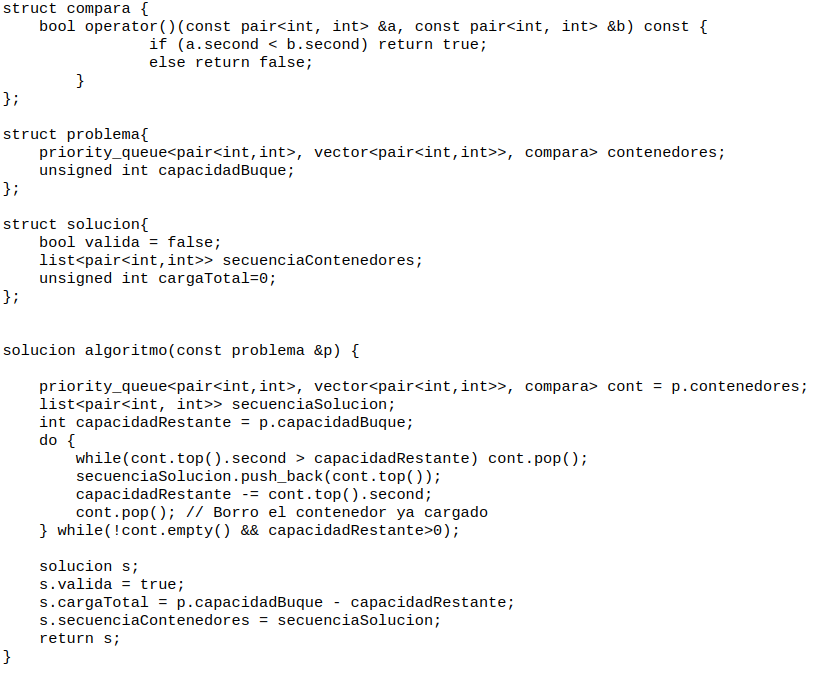 struct compara {
    bool operator()(const pair<int, int> &a, const pair<int, int> &b) const {
                if (a.second < b.second) return true;
                else return false;
        }
};

struct problema{
    priority_queue<pair<int,int>, vector<pair<int,int>>, compara> contenedores;
    unsigned int capacidadBuque;
};

struct solucion{
    bool valida = false;
    list<pair<int,int>> secuenciaContenedores;
    unsigned int cargaTotal=0;
};


solucion algoritmo(const problema &p) {

    priority_queue<pair<int,int>, vector<pair<int,int>>, compara> cont = p.contenedores;
    list<pair<int, int>> secuenciaSolucion;
    int capacidadRestante = p.capacidadBuque;
    do {
        while(cont.top().second > capacidadRestante) cont.pop();
        secuenciaSolucion.push_back(cont.top());
        capacidadRestante -= cont.top().second;
        cont.pop(); // Borro el contenedor ya cargado
    } while(!cont.empty() && capacidadRestante>0);

    solucion s;
    s.valida = true;
    s.cargaTotal = p.capacidadBuque - capacidadRestante;
    s.secuenciaContenedores = secuenciaSolucion;
    return s;
}